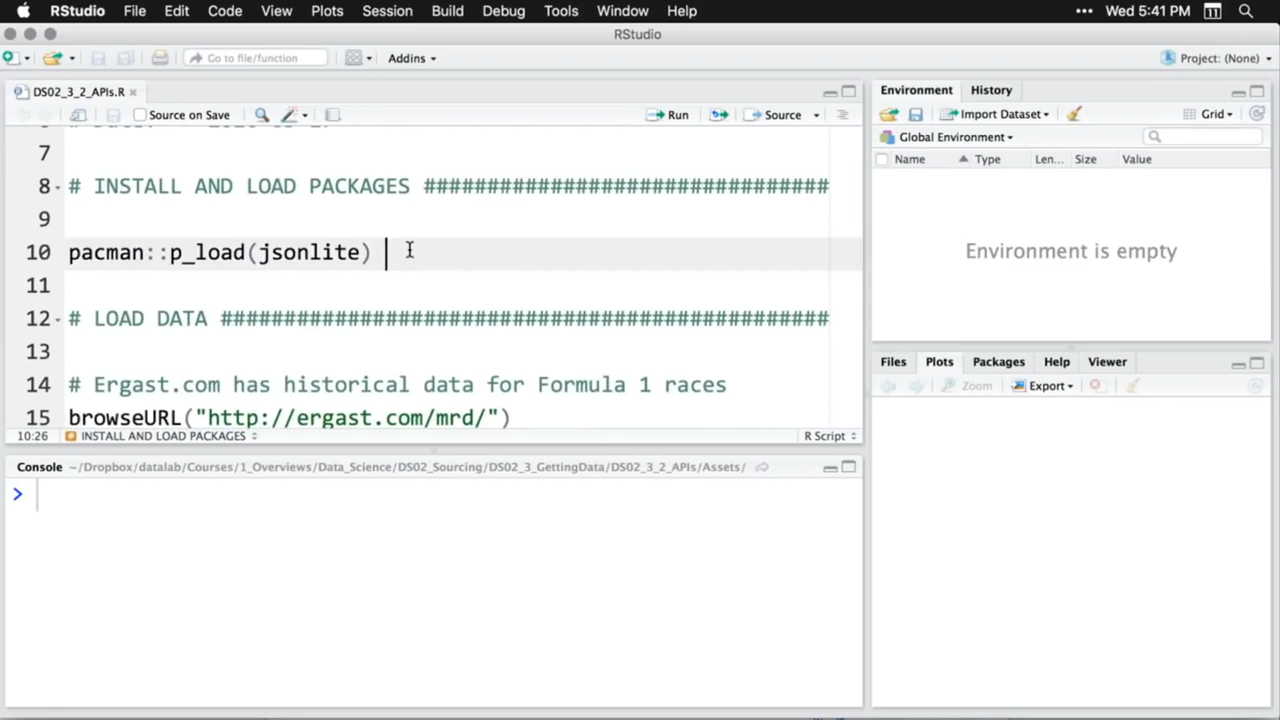 RStudio File Edit Code View Plots Session Build Debug Tools Window Help ••• Wed 5:41 PM 11
RStudio
Go to file/function Addins Project: (None)
DS02_3_2_APIs.R
Source on Save Run Source
7
8 # INSTALL AND LOAD PACKAGES ################################
9
10 pacman::p_load(jsonlite)
11
12 # LOAD DATA ################################################
13
14 # Ergast.com has historical data for Formula 1 races
15 browseURL("http://ergast.com/mrd/")
10:26 INSTALL AND LOAD PACKAGES R Script
Console ~/Dropbox/datalab/Courses/1_Overviews/Data_Science/DS02_Sourcing/DS02_3_GettingData/DS02_3_2_APIs/Assets/
>
Environment History
Import Dataset Grid
Global Environment
Name Type Len... Size Value
Environment is empty
Files Plots Packages Help Viewer
Zoom Export